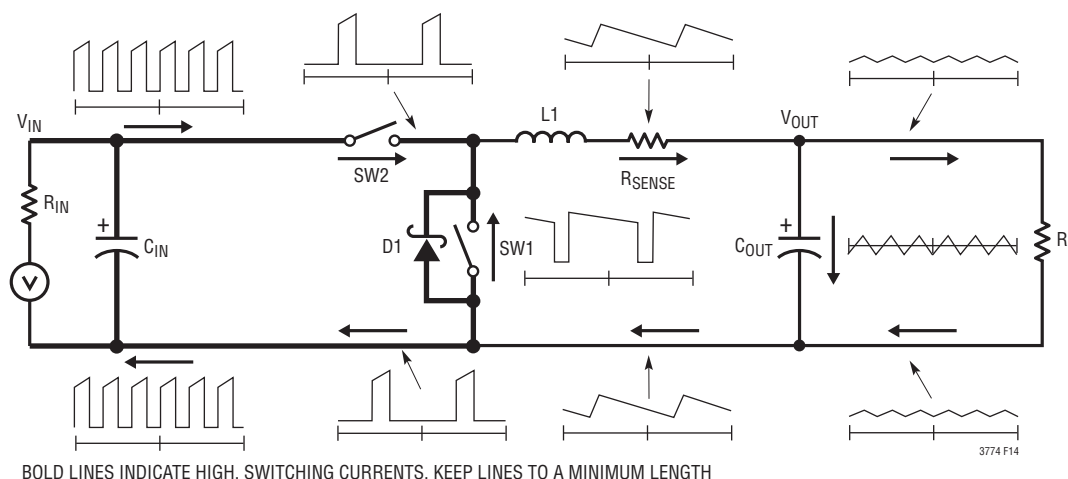 VIN
RIN
V
+
CIN
SW2
D1
SW1
L1
RSENSE
VOUT
+
COUT
R
3774 F14
BOLD LINES INDICATE HIGH, SWITCHING CURRENTS. KEEP LINES TO A MINIMUM LENGTH